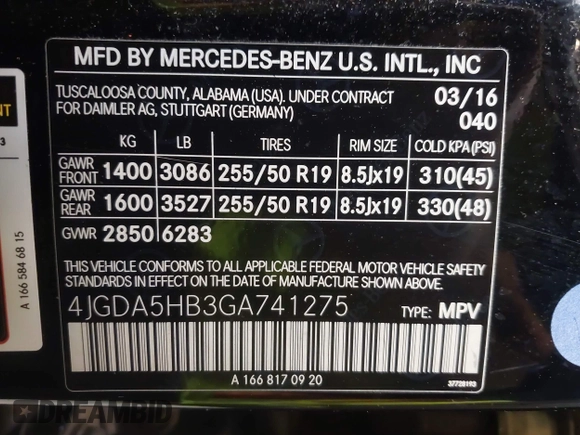 MFD BY MERCEDES-BENZ U.S. INTL., INC
TUSCALOOSA COUNTY, ALABAMA (USA). UNDER CONTRACT
FOR DAIMLER AG, STUTTGART (GERMANY)
03/16
040
KG LB TIRES RIM SIZE COLD KPA (PSI)
GAWR FRONT 1400 3086 255/50 R19 8.5Jx19 310(45)
GAWR REAR 1600 3527 255/50 R19 8.5Jx19 330(48)
GVWR 2850 6283
THIS VEHICLE CONFORMS TO ALL APPLICABLE FEDERAL MOTOR VEHICLE SAFETY
STANDARDS IN EFFECT ON THE DATE OF MANUFACTURE SHOWN ABOVE.
4JGDA5HB3GA741275 TYPE: MPV
A 166 817 09 20
37728193
A 166 584 68 15
DREAMBID